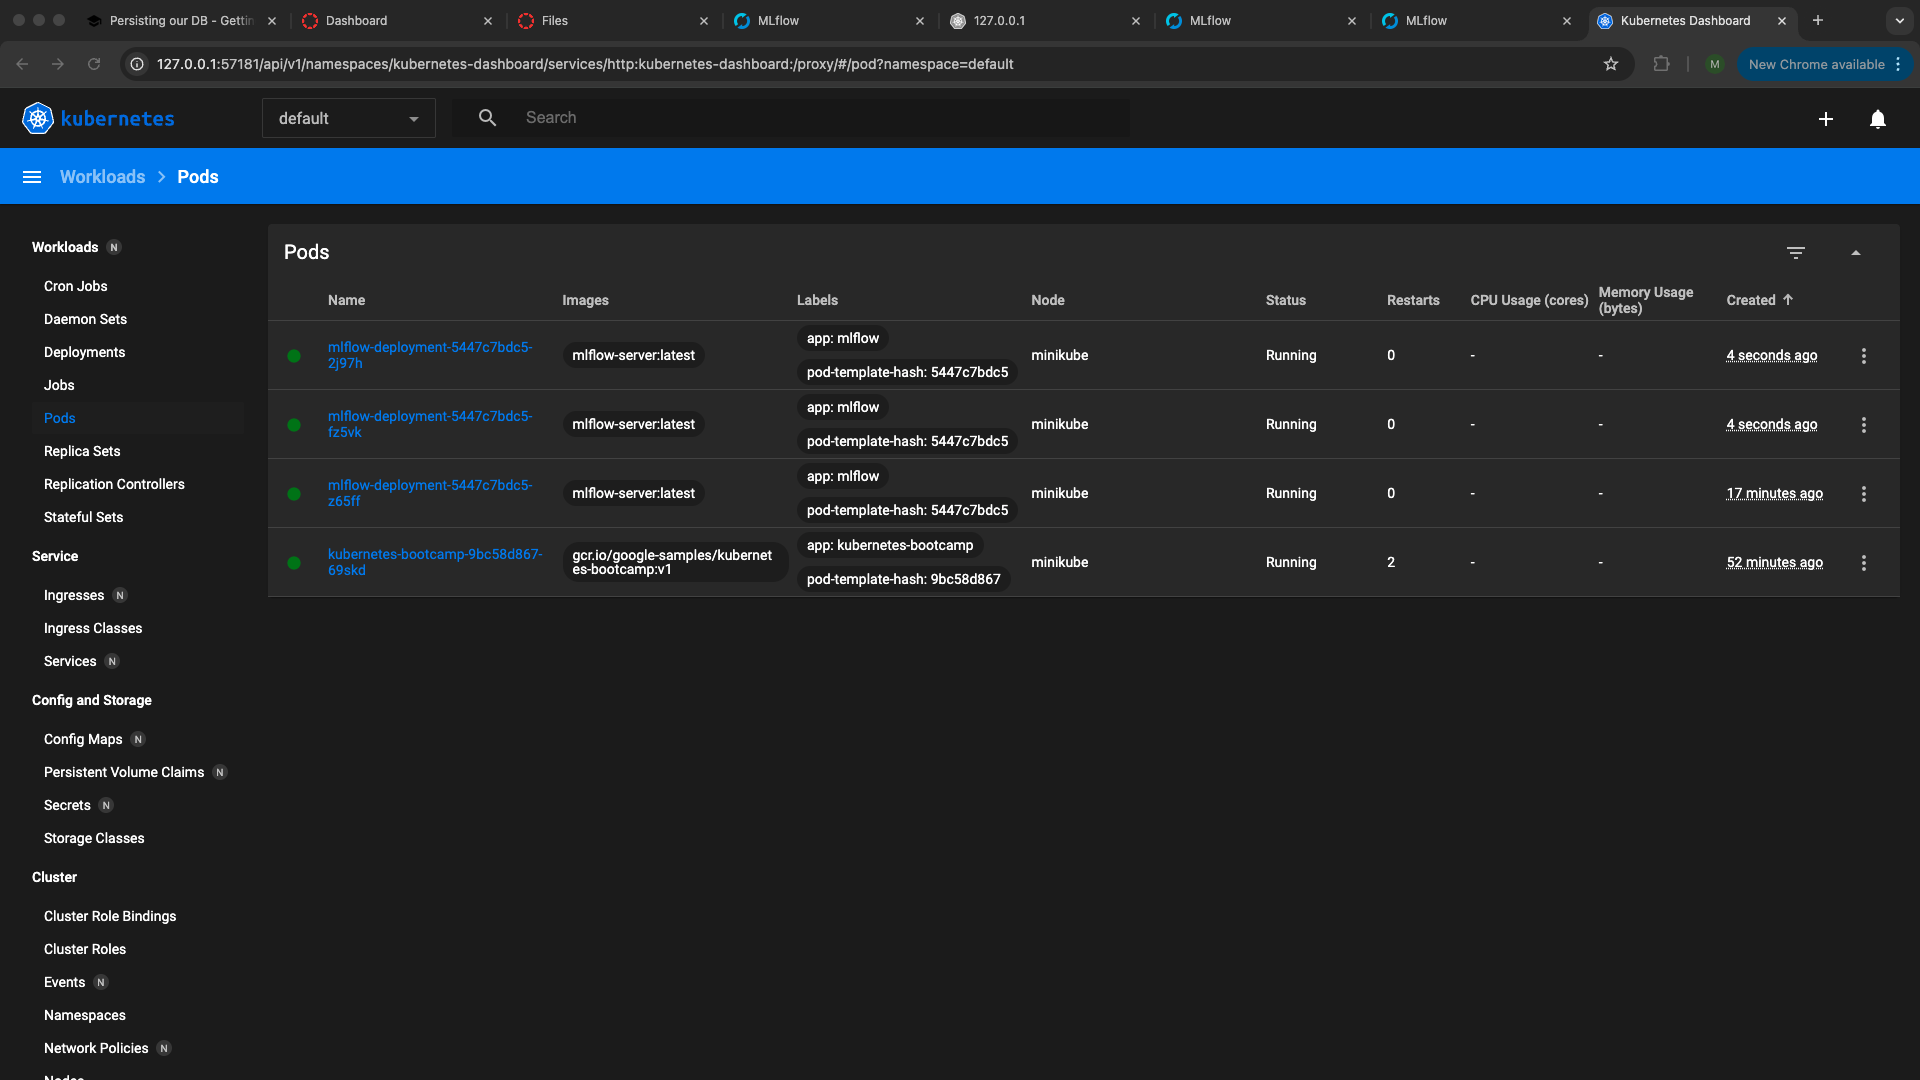 Persisting our DB - Gettin
Dashboard
Files
MLflow
127.0.0.1
MLflow
MLflow
Kubernetes Dashboard
127.0.0.1:57181/api/v1/namespaces/kubernetes-dashboard/services/http:kubernetes-dashboard:/proxy/#/pod?namespace=default
M
New Chrome available
kubernetes
default
Search
Workloads
Pods
Workloads N
Cron Jobs
Daemon Sets
Deployments
Jobs
Pods
Replica Sets
Replication Controllers
Stateful Sets
Service
Ingresses N
Ingress Classes
Services N
Config and Storage
Config Maps N
Persistent Volume Claims N
Secrets N
Storage Classes
Cluster
Cluster Role Bindings
Cluster Roles
Events N
Namespaces
Network Policies N
Nodes
Pods
Name Images Labels Node Status Restarts CPU Usage (cores) Memory Usage (bytes) Created
mlflow-deployment-5447c7bdc5-
2j97h
mlflow-server:latest
app: mlflow
pod-template-hash: 5447c7bdc5
minikube
Running
0
-
-
4 seconds ago
mlflow-deployment-5447c7bdc5-
fz5vk
mlflow-server:latest
app: mlflow
pod-template-hash: 5447c7bdc5
minikube
Running
0
-
-
4 seconds ago
mlflow-deployment-5447c7bdc5-
z65ff
mlflow-server:latest
app: mlflow
pod-template-hash: 5447c7bdc5
minikube
Running
0
-
-
17 minutes ago
kubernetes-bootcamp-9bc58d867-
69skd
gcr.io/google-samples/kubernet
es-bootcamp:v1
app: kubernetes-bootcamp
pod-template-hash: 9bc58d867
minikube
Running
2
-
-
52 minutes ago